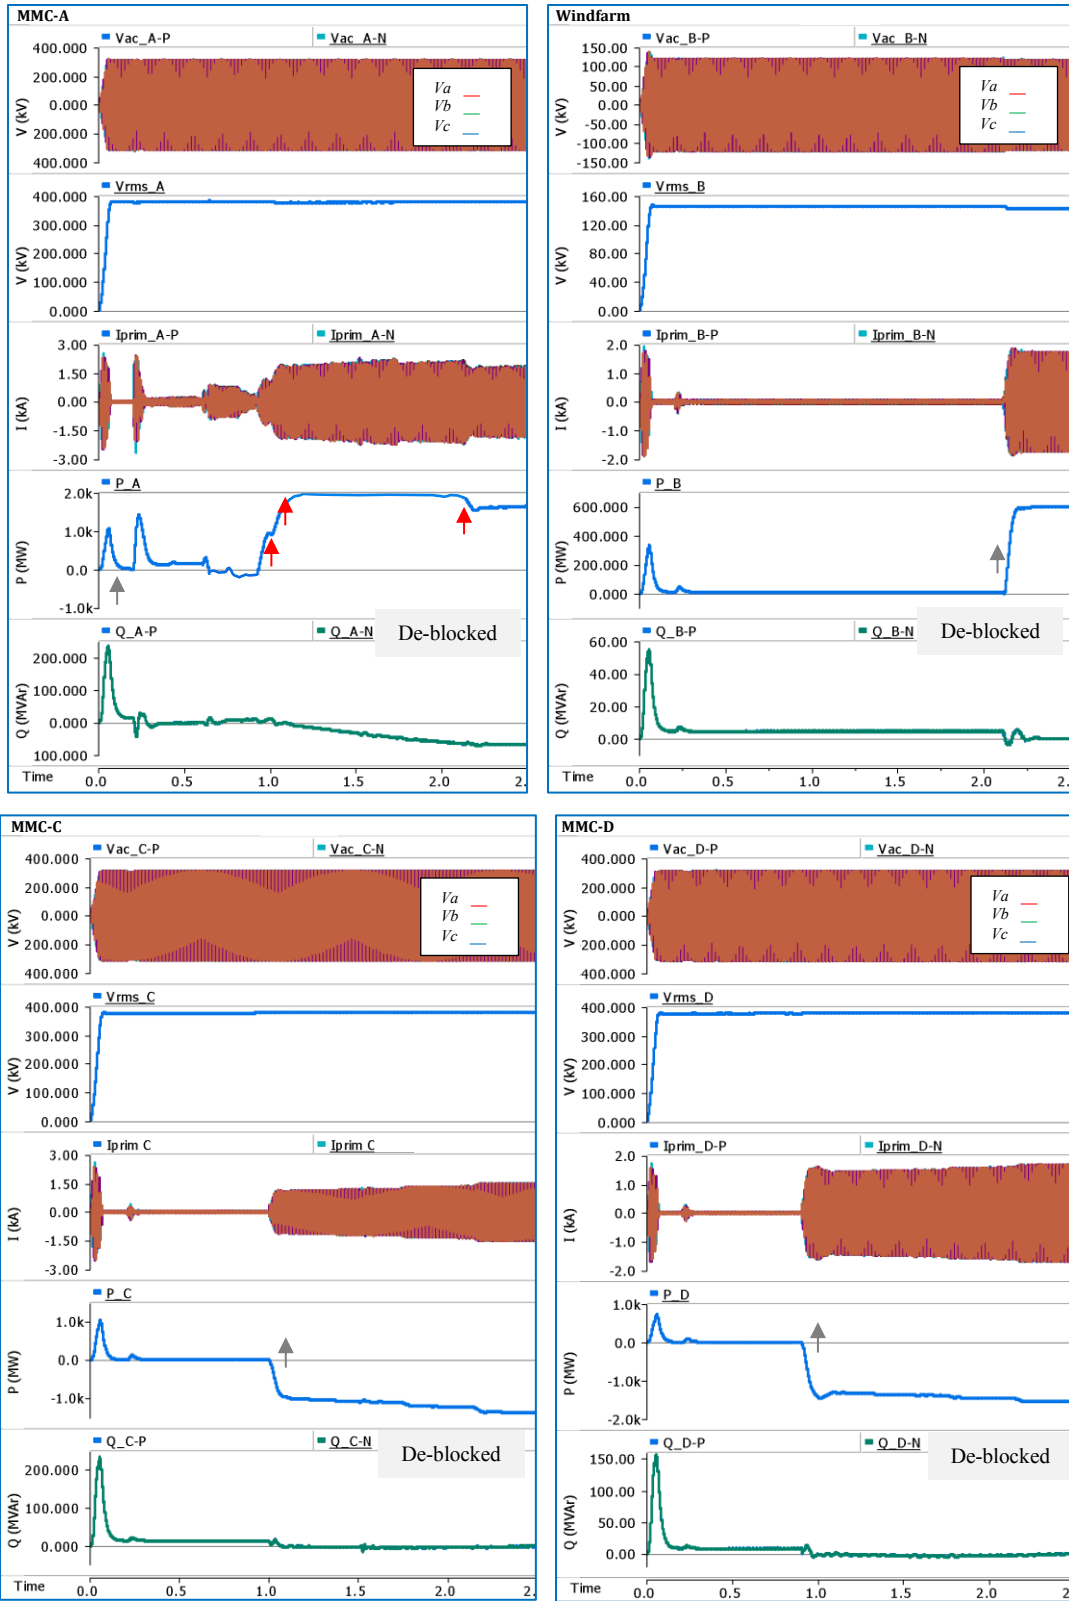 MMC-A
Vac_A-P Vac_A-N
400.000
200.000
0.000
200.000
400.000
V (kV)
Va
Vb
Vc
Vrms_A
400.000
300.000
200.000
100.000
0.000
V (kV)
Iprim_A-P Iprim_A-N
3.00
1.50
0.00
-1.50
-3.00
I (kA)
P_A
2.0k
1.0k
0.0
-1.0k
P (MW)
De-blocked
Q_A-P Q_A-N
200.000
100.000
0.000
100.000
Q (MVAr)
Time 0.0 0.5 1.0 1.5 2.0 2.
Windfarm
Vac_B-P Vac_B-N
150.00
100.00
50.00
0.00
-50.00
-100.00
-150.00
V (kV)
Va
Vb
Vc
Vrms_B
160.00
120.00
80.00
40.00
0.00
V (kV)
Iprim_B-P Iprim_B-N
2.0
1.0
0.0
-1.0
-2.0
I (kA)
P_B
600.000
400.000
200.000
0.000
P (MW)
De-blocked
Q_B-P Q_B-N
60.00
40.00
20.00
0.00
Q (MVAr)
Time 0.0 0.5 1.0 1.5 2.0 2.
MMC-C
Vac_C-P Vac_C-N
400.000
200.000
0.000
200.000
400.000
V (kV)
Va
Vb
Vc
Vrms_C
400.000
300.000
200.000
100.000
0.000
V (kV)
Iprim C Iprim C
3.00
1.50
0.00
-1.50
-3.00
I (kA)
P_C
1.0k
0.0
-1.0k
P (MW)
Q_C-P Q_C-N
De-blocked
200.000
100.000
0.000
Q (MVAr)
Time 0.0 0.5 1.0 1.5 2.0 2.
MMC-D
Vac_D-P Vac_D-N
400.000
200.000
0.000
200.000
400.000
V (kV)
Va
Vb
Vc
Vrms_D
400.000
300.000
200.000
100.000
0.000
V (kV)
Iprim_D-P Iprim_D-N
2.0
1.0
0.0
-1.0
-2.0
I (kA)
P_D
1.0k
0.0
-1.0k
-2.0k
P (MW)
Q_D-P Q_D-N
De-blocked
150.00
100.00
50.00
0.00
Q (MVAr)
Time 0.0 0.5 1.0 1.5 2.0 2.